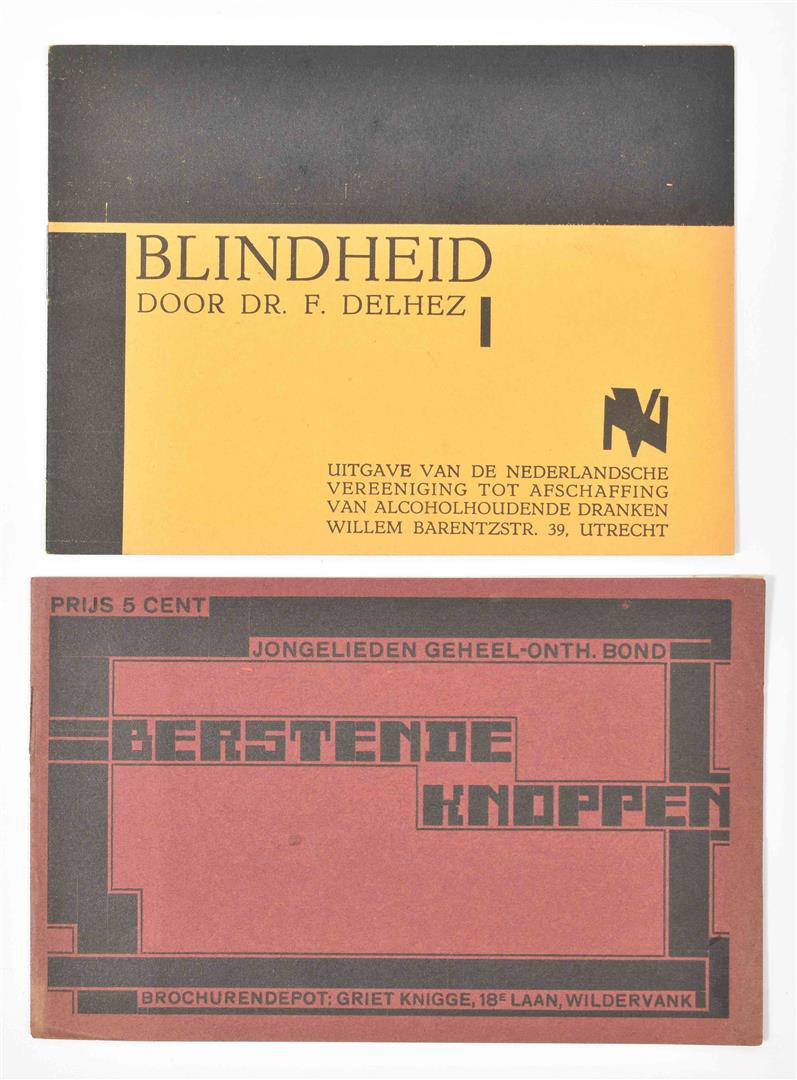 BLINDHEID
DOOR DR. F. DELHEZ
NV
UITGAVE VAN DE NEDERLANDSCHE
VEREENIGING TOT AFSCHAFFING
VAN ALCOHOLHOUDENDE DRANKEN
WILLEM BARENTZSTR. 39, UTRECHT
PRIJS 5 CENT
JONGELIEDEN GEHEEL-ONTH. BOND
BERSTENDE
KNOPPEN
BROCHURENDEPOT: GRIET KNIGGE, 18E LAAN, WILDERVANK